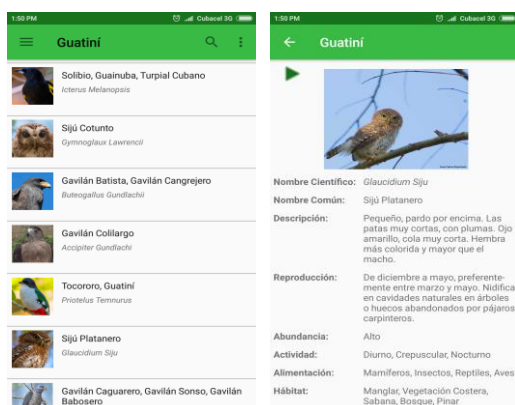 1:50 PM
Cubacel 3G
Guatiní
Solibio, Guainuba, Turpial Cubano
Icterus Melanopsis
Sijú Cotunto
Gymnoglaux Lawrencii
Gavilán Batista, Gavilán Cangrejero
Buteogallus Gundlachii
Gavilán Colilargo
Accipiter Gundlachi
Tocororo, Guatiní
Priotelus Temnurus
Sijú Platanero
Glaucidium Siju
Gavilán Caguarero, Gavilán Sonso, Gavilán
Babosero
1:50 PM
Cubacel 3G
Guatiní
Nombre Científico: Glaucidium Siju
Nombre Común: Sijú Platanero
Descripción: Pequeño, pardo por encima. Las
patas muy cortas, con plumas. Ojo
amarillo, cola muy corta. Hembra
más colorida y mayor que el
macho.
Reproducción: De diciembre a mayo, preferente-
mente entre marzo y mayo. Nidifica
en cavidades naturales en árboles
o huecos abandonados por pájaros
carpinteros.
Abundancia: Alto
Actividad: Diurno, Crepuscular, Nocturno
Alimentación: Mamíferos, Insectos, Reptiles, Aves
Hábitat: Manglar, Vegetación Costera,
Sabana, Bosque, Pinar